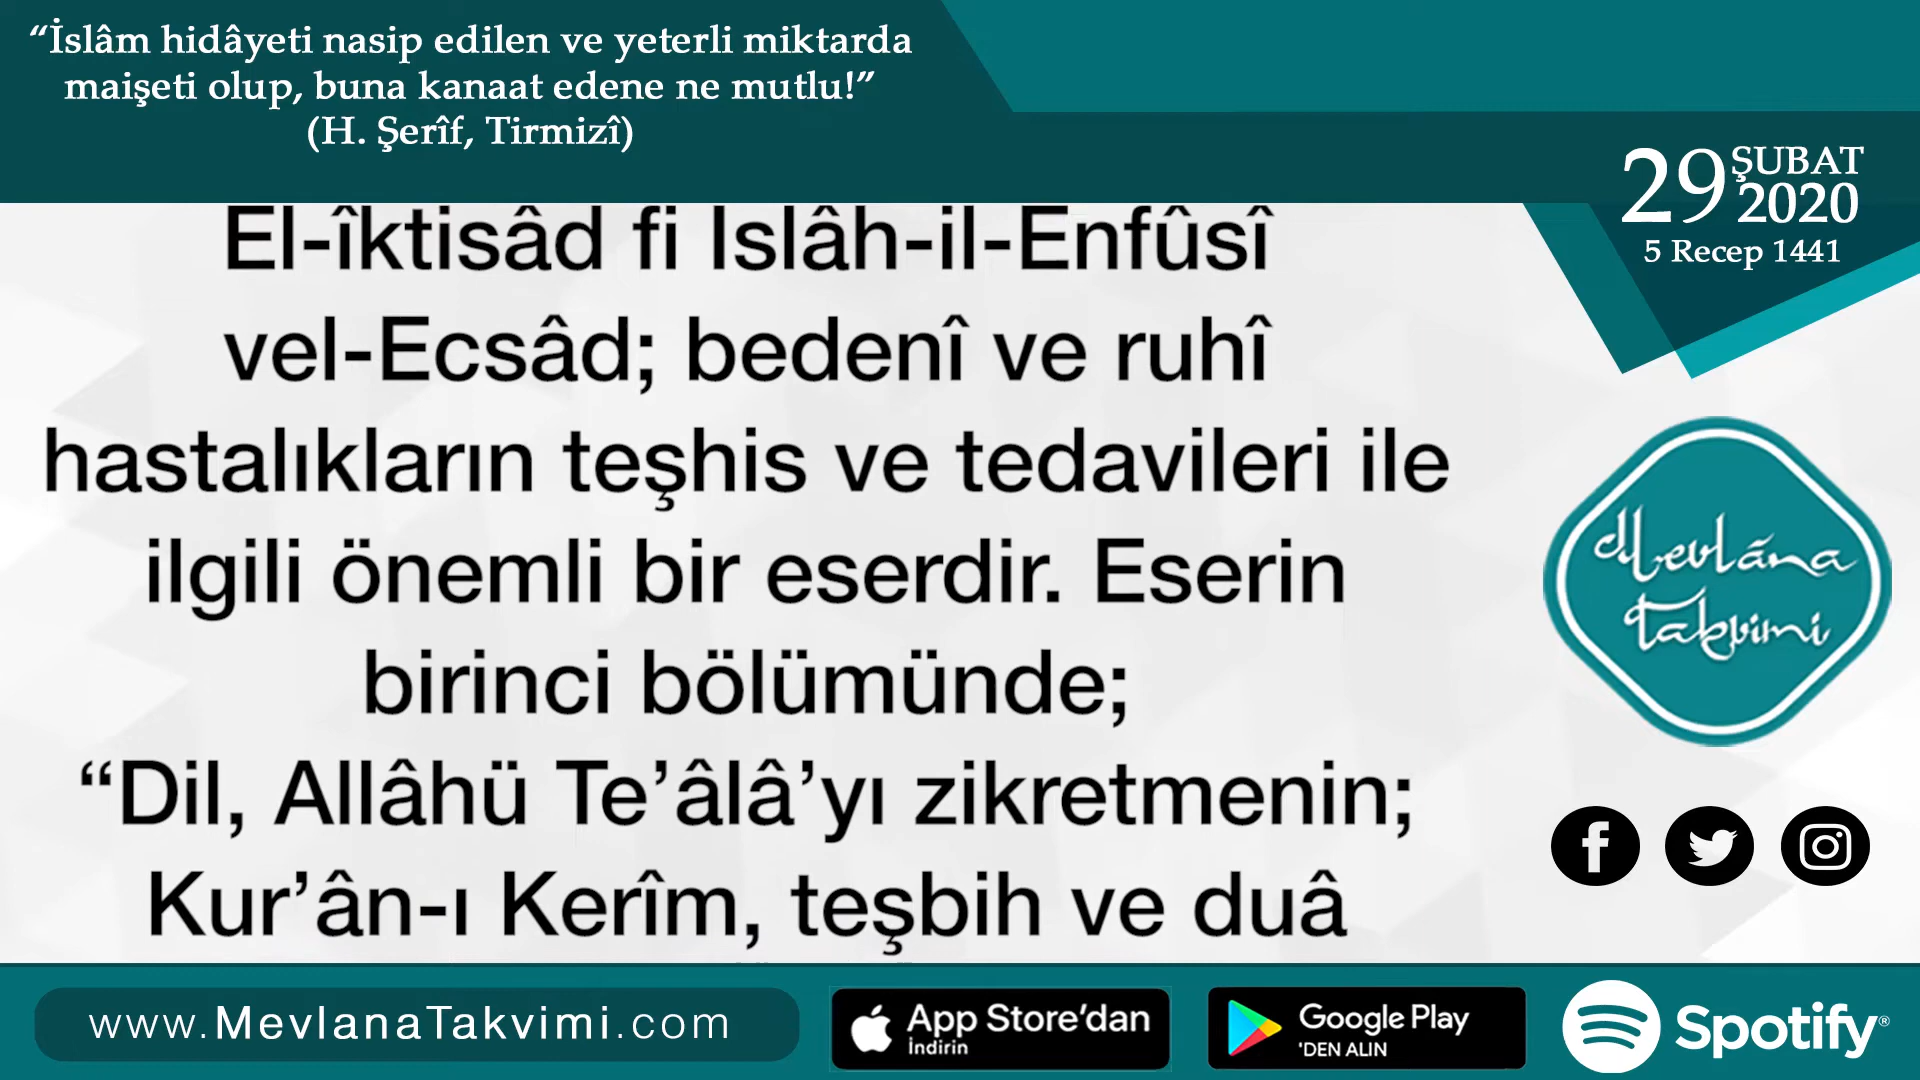 “İslâm hidâyeti nasip edilen ve yeterli miktarda
maişeti olup, buna kanaat edene ne mutlu!”
(H. Şerîf, Tirmizî)
29 ŞUBAT
2020
5 Recep 1441
El-îktisâd fi Islâh-il-Enfûsî
vel-Ecsâd; bedenî ve ruhî
hastalıkların teşhis ve tedavileri ile
ilgili önemli bir eserdir. Eserin
birinci bölümünde;
“Dil, Allâhü Te’âlâ’yı zikretmenin;
Kur’ân-ı Kerîm, teşbih ve duâ
Mevlâna
Takvimi
www.MevlanaTakvimi.com
App Store’dan
İndirin
Google Play
'DEN ALIN
Spotify®